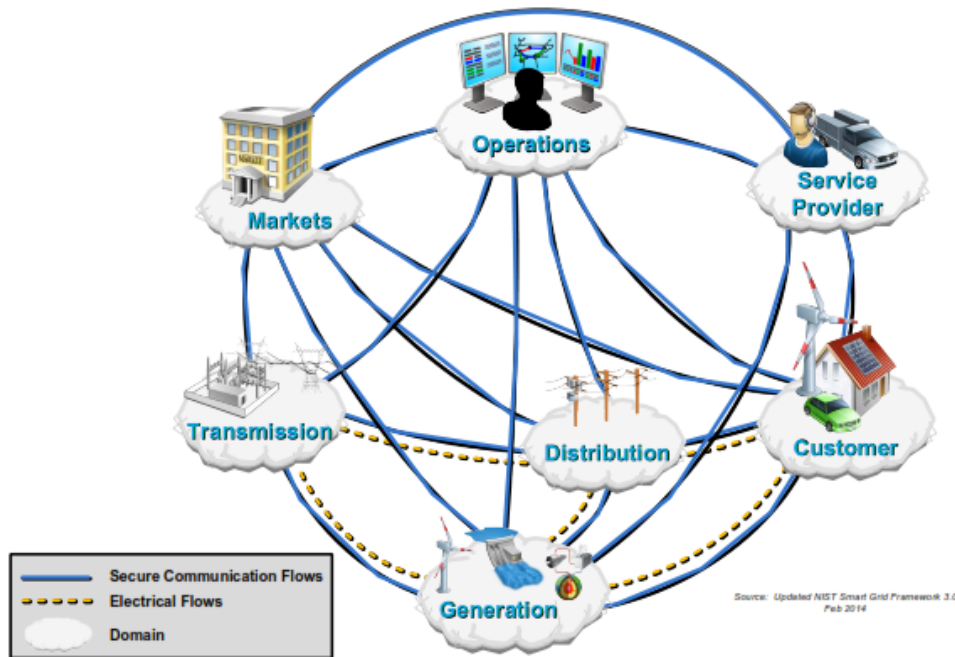 Operations
Markets
Service
Provider
Transmission
Distribution
Customer
Generation
Secure Communication Flows
Electrical Flows
Domain
Source: Updated NIST Smart Grid Framework 3.0
Feb 2014